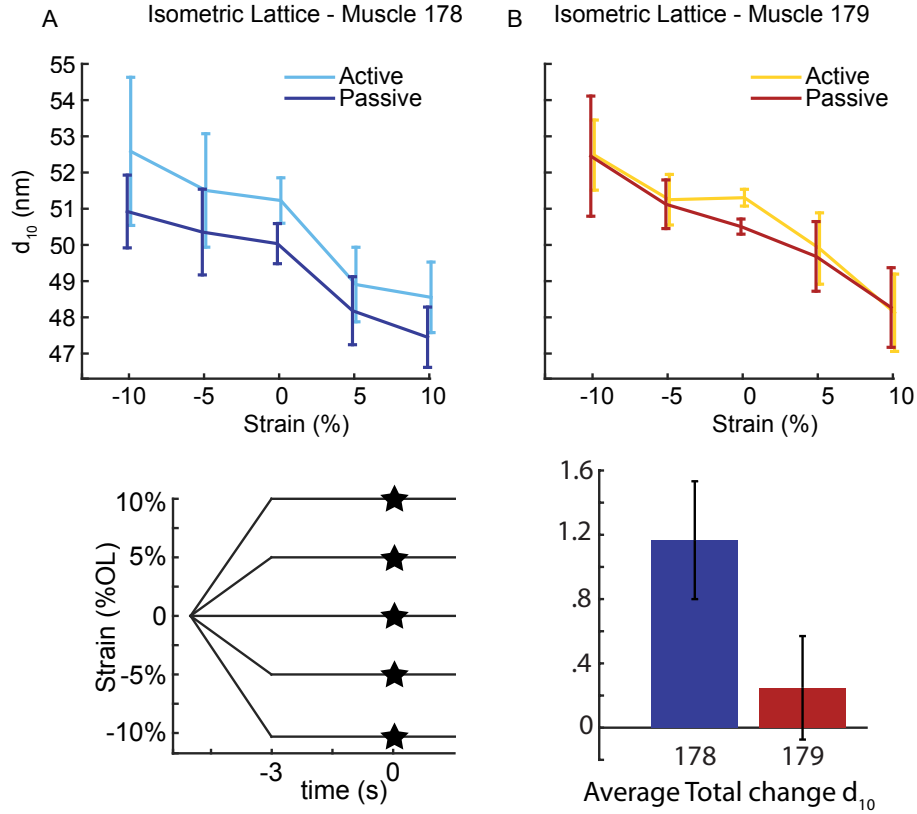 A
Isometric Lattice - Muscle 178
B
Isometric Lattice - Muscle 179
55
54
53
52
51
50
49
48
47
d10 (nm)
Active
Passive
-10 -5 0 5 10
Strain (%)
Active
Passive
-10 -5 0 5 10
Strain (%)
10%
5%
0
-5%
-10%
Strain (%OL)
-3 0
time (s)
1.6
1.2
.8
.4
0
178 179
Average Total change d10